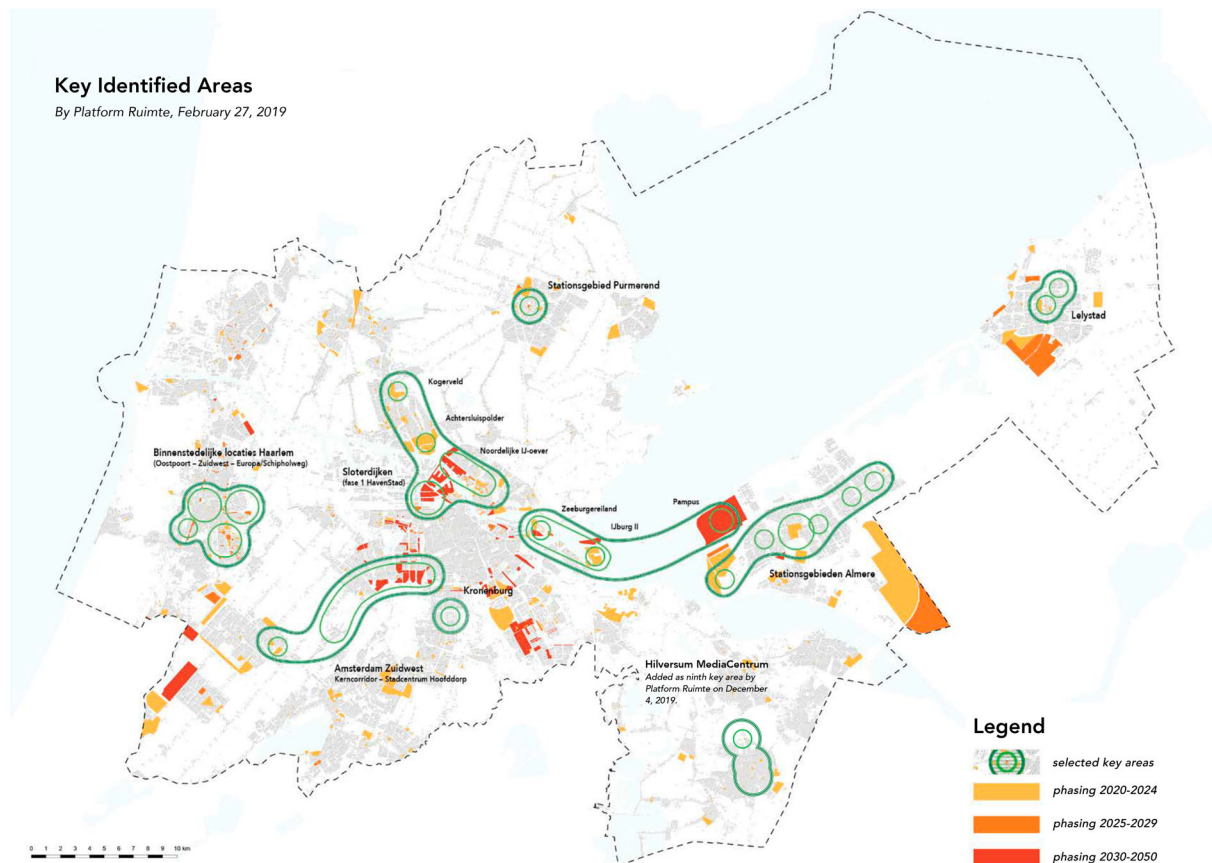 Key Identified Areas
By Platform Ruimte, February 27, 2019
Stationsgebied Purmerend
Lelystad
Kogerveld
Achtersluispolder
Noordelijke IJ-oever
Binnenstedelijke locaties Haarlem
(Oostpoort – Zuidwest – Europa/Schipholweg)
Sloterdijken
(fase 1 HavenStad)
Zeeburgereiland
IJburg II
Pampus
Stationsgebieden Almere
Kronenburg
Amsterdam Zuidwest
Kerncorridor – Stadcentrum Hoofddorp
Hilversum MediaCentrum
Added as ninth key area by
Platform Ruimte on December
4, 2019.
Legend
selected key areas
phasing 2020-2024
phasing 2025-2029
phasing 2030-2050
0 1 2 3 4 5 6 7 8 9 10 km